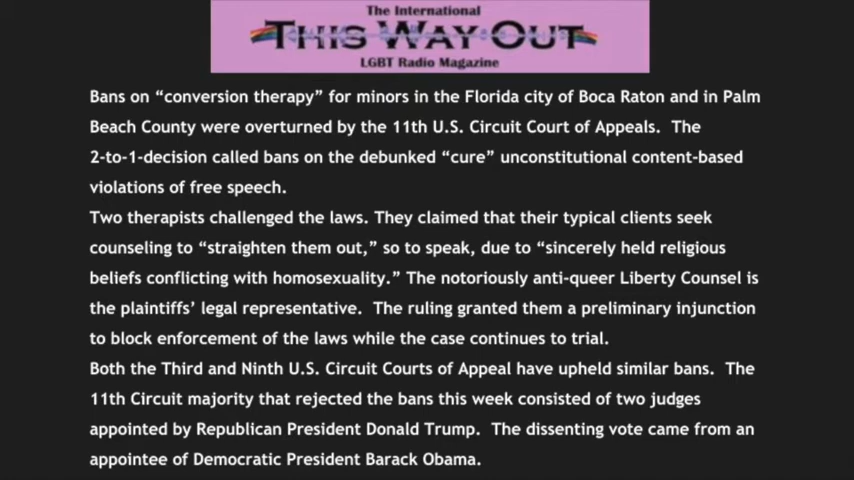 The International
THIS WAY OUT
LGBT Radio Magazine
Bans on “conversion therapy” for minors in the Florida city of Boca Raton and in Palm
Beach County were overturned by the 11th U.S. Circuit Court of Appeals.  The
2-to-1-decision called bans on the debunked “cure” unconstitutional content-based
violations of free speech.
Two therapists challenged the laws. They claimed that their typical clients seek
counseling to “straighten them out,” so to speak, due to “sincerely held religious
beliefs conflicting with homosexuality.” The notoriously anti-queer Liberty Counsel is
the plaintiffs’ legal representative.  The ruling granted them a preliminary injunction
to block enforcement of the laws while the case continues to trial.
Both the Third and Ninth U.S. Circuit Courts of Appeal have upheld similar bans.  The
11th Circuit majority that rejected the bans this week consisted of two judges
appointed by Republican President Donald Trump.  The dissenting vote came from an
appointee of Democratic President Barack Obama.